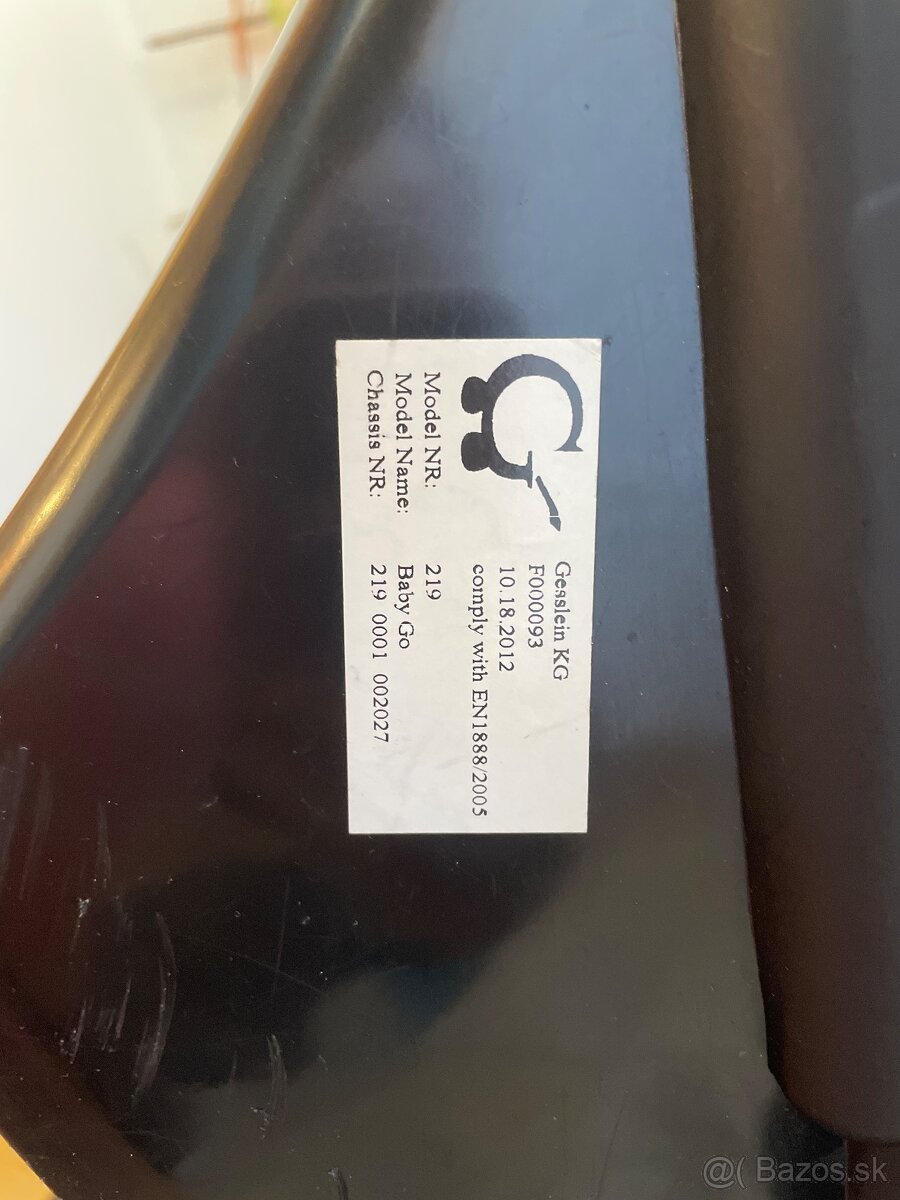 Gesslein KG
F000093
10.18.2012
comply with EN1888/2005
Model NR: 219
Model Name: Baby Go
Chassis NR: 219 0001 002027
@( Bazos.sk